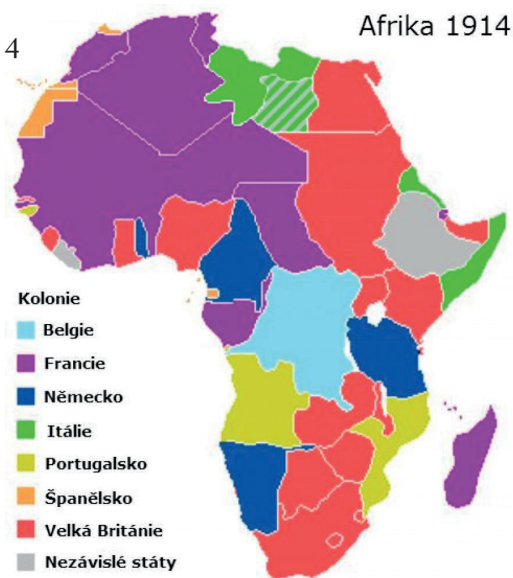 Afrika 1914
4
Kolonie
Belgie
Francie
Německo
Itálie
Portugalsko
Španělsko
Velká Británie
Nezávislé státy